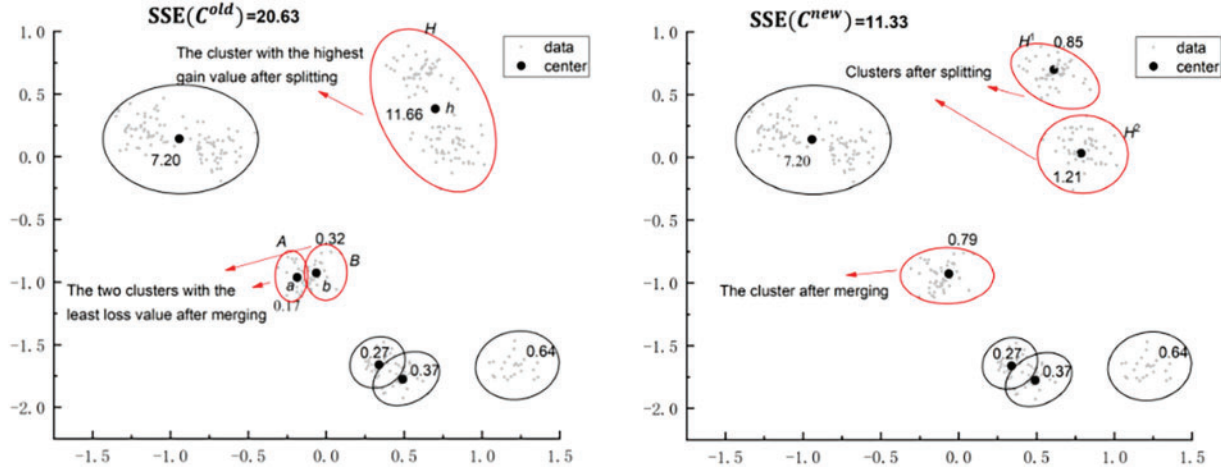 SSE(C^old)=20.63
1.0
0.5
0.0
-0.5
-1.0
-1.5
-2.0
-1.5
-1.0
-0.5
0.0
0.5
1.0
1.5
The cluster with the highest
gain value after splitting
H
data
center
11.66
h
7.20
A
0.32
B
a
b
0.17
The two clusters with the
least loss value after merging
0.27
0.37
0.64
SSE(C^new)=11.33
1.0
0.5
0.0
-0.5
-1.0
-1.5
-2.0
-1.5
-1.0
-0.5
0.0
0.5
1.0
1.5
H¹
0.85
data
center
Clusters after splitting
H²
7.20
1.21
0.79
The cluster after merging
0.27
0.37
0.64